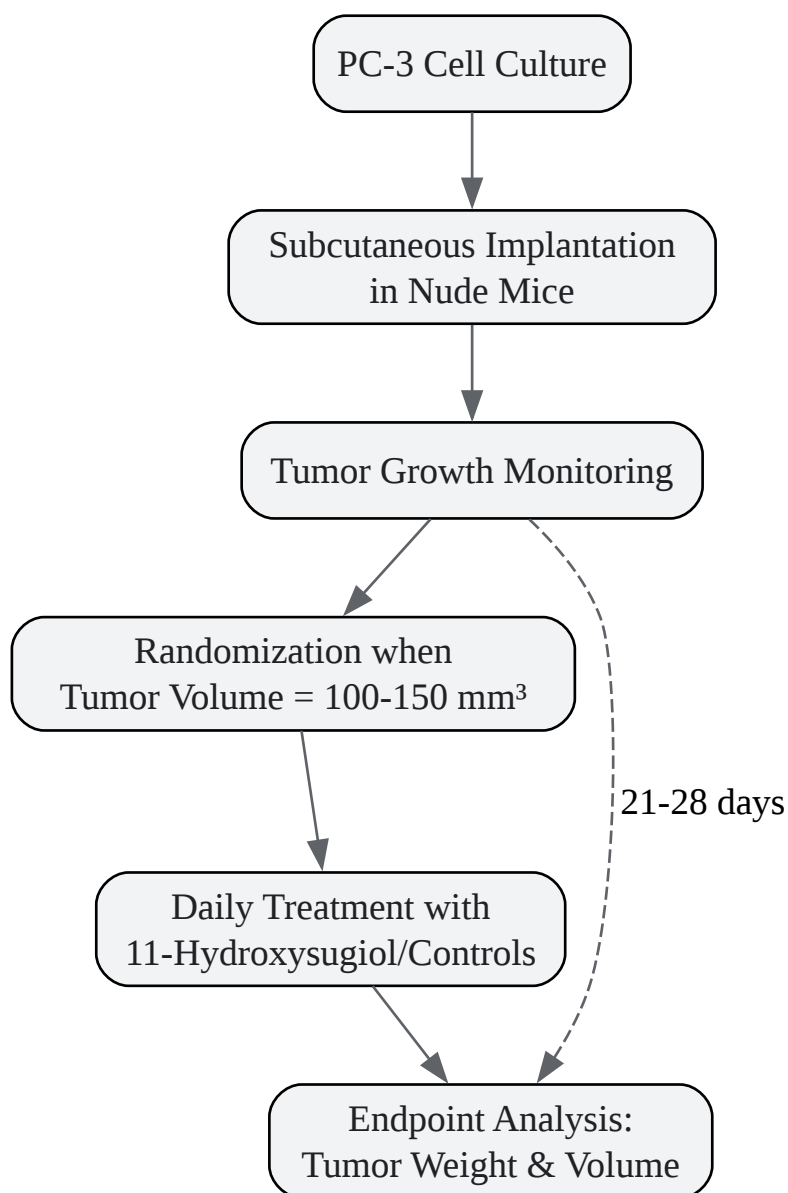 PC-3 Cell Culture
Subcutaneous Implantation
in Nude Mice
Tumor Growth Monitoring
Randomization when
Tumor Volume = 100-150 mm³
21-28 days
Daily Treatment with
11-Hydroxysugiol/Controls
Endpoint Analysis:
Tumor Weight & Volume